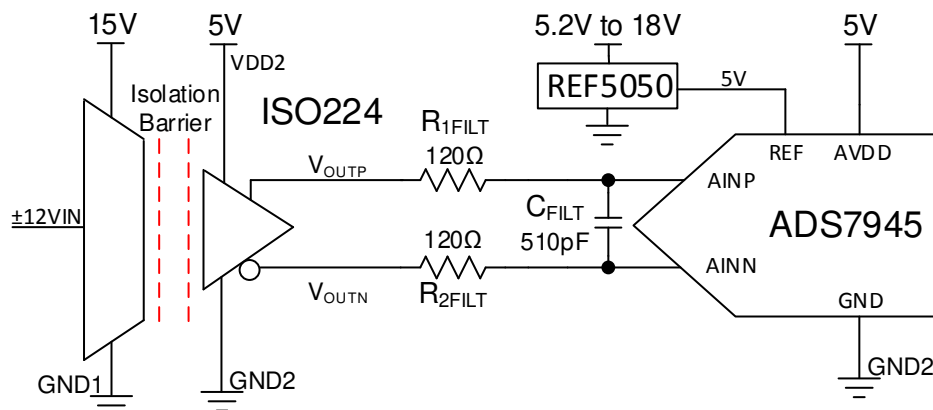 15V
5V
5.2V to 18V
5V
VDD2
Isolation
Barrier
ISO224
REF5050
5V
R1FILT
120Ω
REF
AVDD
VOUTP
AINP
CFILT
510pF
ADS7945
±12VIN
120Ω
AINN
VOUTN
R2FILT
GND
GND1
GND2
GND2